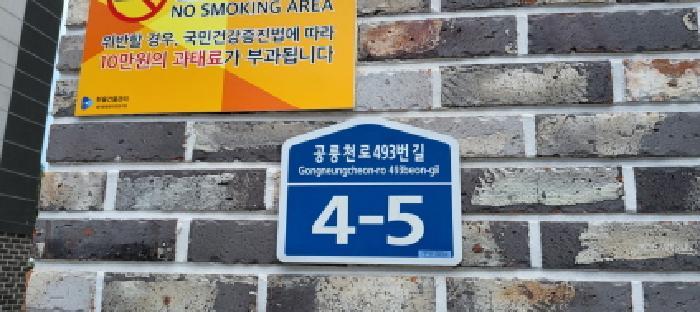 NO SMOKING AREA
위반할 경우, 국민건강증진법에 따라
10만원의 과태료가 부과됩니다
공릉천로493번길
Gongneungcheon-ro 493beon-gil
4-5